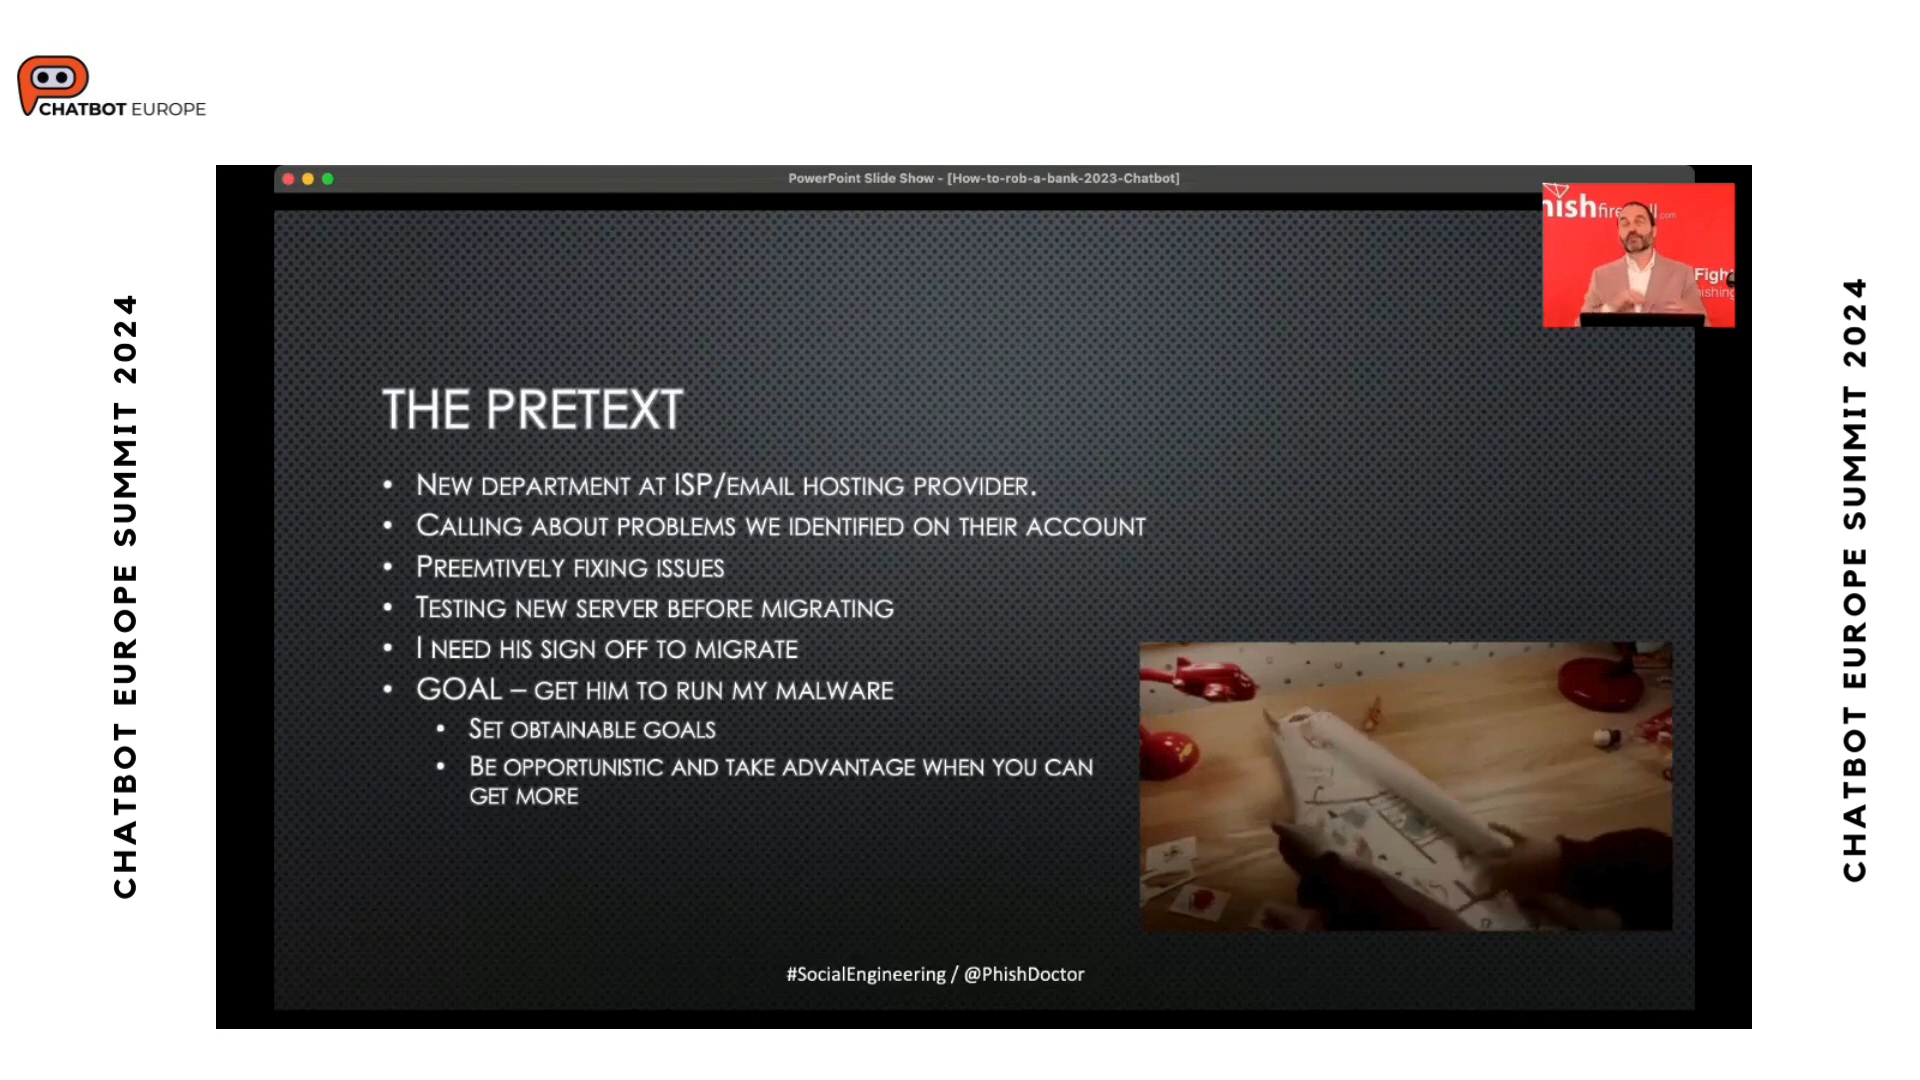 CHATBOT EUROPE
PowerPoint Slide Show - [How-to-rob-a-bank-2023-Chatbot]
CHATBOT EUROPE SUMMIT 2024
THE PRETEXT
• NEW DEPARTMENT AT ISP/EMAIL HOSTING PROVIDER.
• CALLING ABOUT PROBLEMS WE IDENTIFIED ON THEIR ACCOUNT
• PREEMTIVELY FIXING ISSUES
• TESTING NEW SERVER BEFORE MIGRATING
• I NEED HIS SIGN OFF TO MIGRATE
• GOAL – GET HIM TO RUN MY MALWARE
• SET OBTAINABLE GOALS
• BE OPPORTUNISTIC AND TAKE ADVANTAGE WHEN YOU CAN
GET MORE
#SocialEngineering / @PhishDoctor
CHATBOT EUROPE SUMMIT 2024